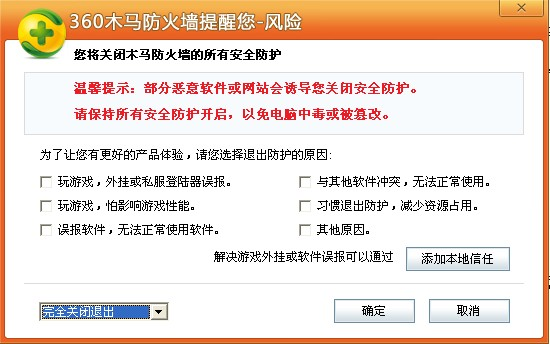 360木马防火墙提醒您-风险
您将关闭木马防火墙的所有安全防护
温馨提示：部分恶意软件或网站会诱导您关闭安全防护。
请保持所有安全防护开启，以免电脑中毒或被篡改。
为了让您有更好的产品体验，请您选择退出防护的原因：
玩游戏，外挂或私服登陆器误报。
与其他软件冲突，无法正常使用。
玩游戏，怕影响游戏性能。
习惯退出防护，减少资源占用。
误报软件，无法正常使用软件。
其他原因。
解决游戏外挂或软件误报可以通过
添加本地信任
完全关闭退出
确定
取消